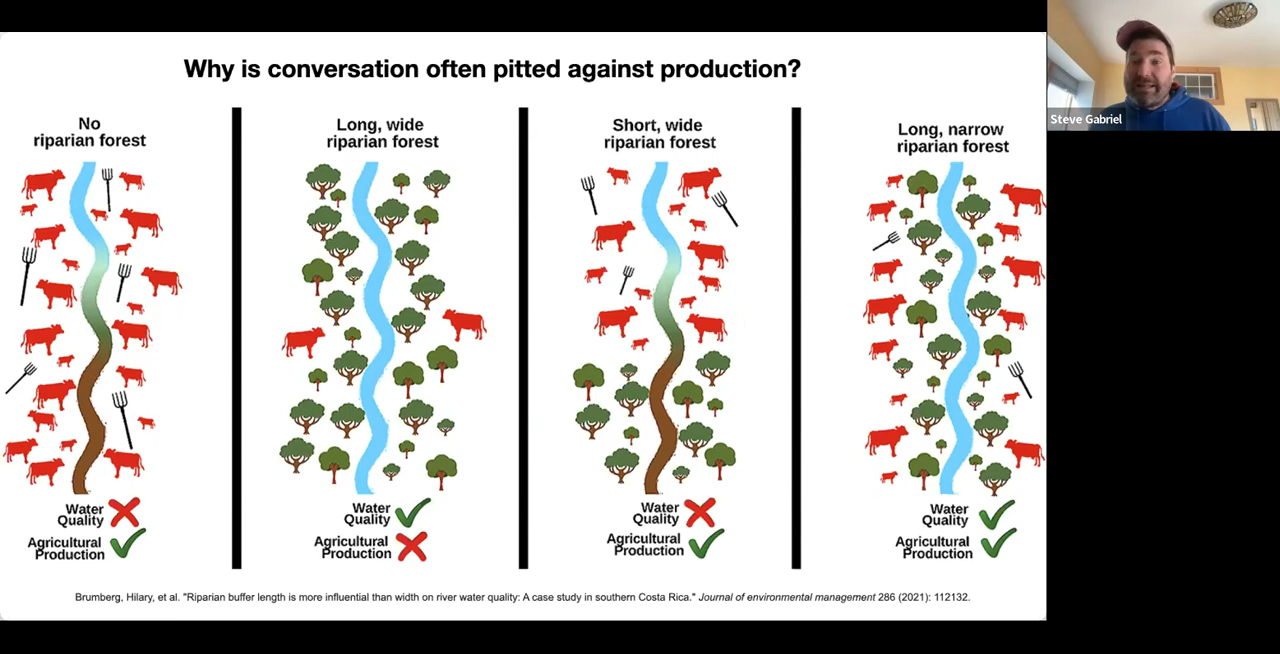 Why is conversation often pitted against production?
Steve Gabriel
No
riparian forest
Water
Quality
Agricultural
Production
Long, wide
riparian forest
Water
Quality
Agricultural
Production
Short, wide
riparian forest
Water
Quality
Agricultural
Production
Long, narrow
riparian forest
Water
Quality
Agricultural
Production
Brumberg, Hilary, et al. "Riparian buffer length is more influential than width on river water quality: A case study in southern Costa Rica." Journal of environmental management 286 (2021): 112132.